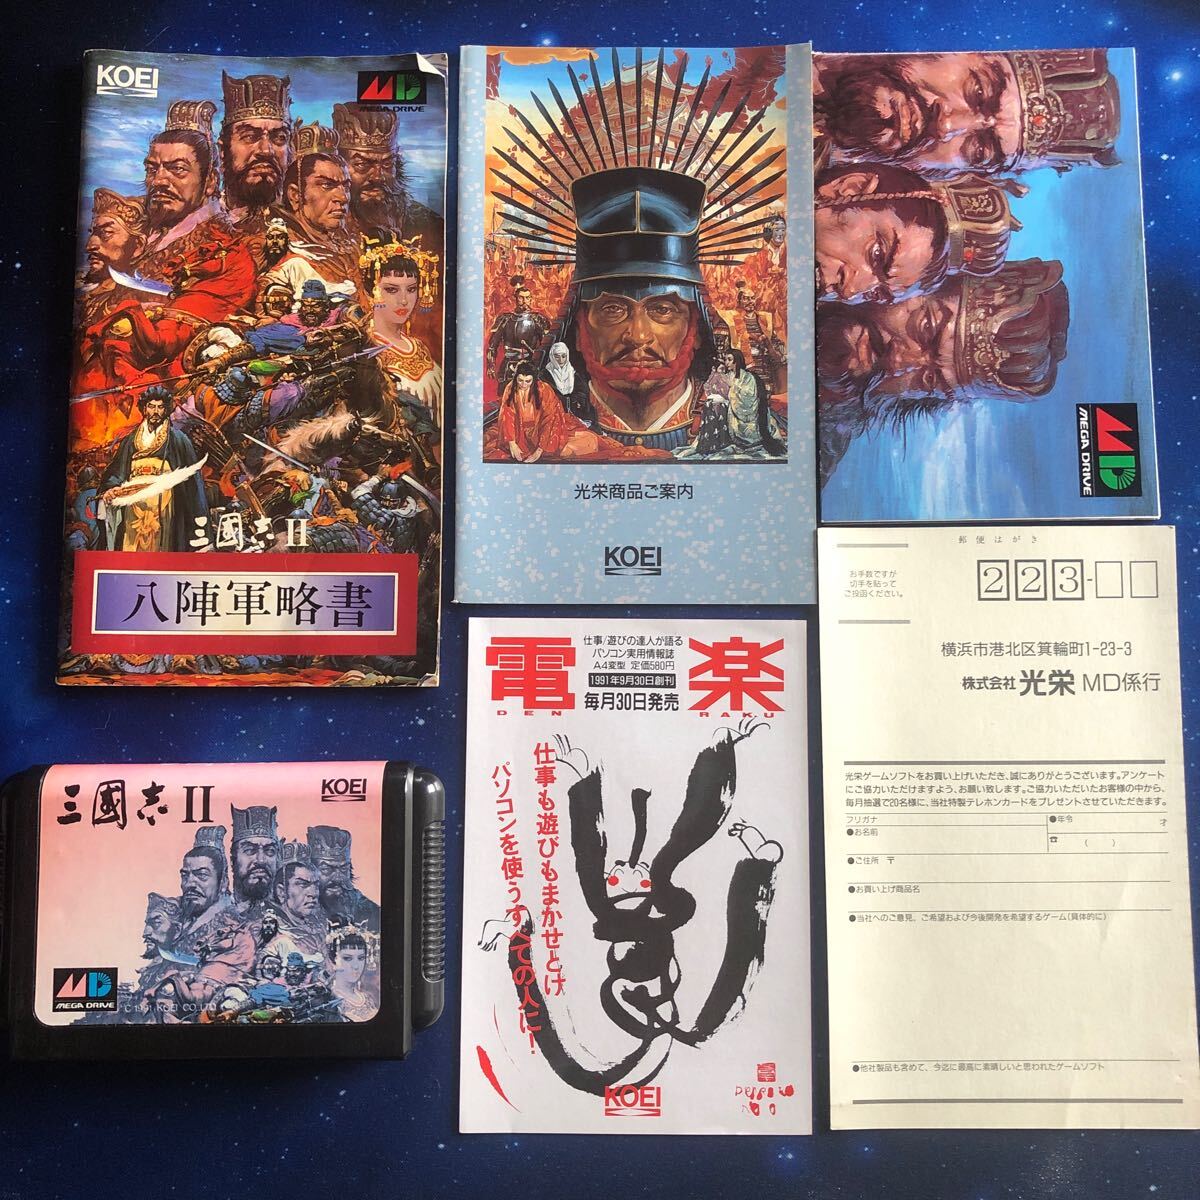 KOEI
MD
MEGA DRIVE
三國志II
八陣軍略書
光栄商品ご案内
KOEI
MD
MEGA DRIVE
三國志II
KOEI
MD
MEGA DRIVE
© 1991 KOEI CO.,LTD.
電楽
DEN RAKU
仕事/遊びの達人が語る
パソコン実用情報誌
A4変型 定価580円
1991年9月30日創刊
毎月30日発売
仕事も遊びもまかせとけ
パソコンを使うすべての人に!
KOEI
郵便はがき
お手数ですが
切手を貼って
ご投函ください。
223-
横浜市港北区箕輪町1-23-3
株式会社 光栄 MD係行
光栄ゲームソフトをお買い上げいただき、誠にありがとうございます。アンケート
にご協力いただけますよう、お願い致します。ご協力いただいたお客様の中から、
毎月抽選で20名様に、当社特製テレホンカードをプレゼントさせていただきます。
フリガナ
●お名前
●年令 才
☎ ( )
●ご住所 〒
●お買い上げ商品名
●当社へのご意見、ご希望および今後開発を希望するゲーム(具体的に)
●他社製品も含めて、今迄に最高に素晴しいと思われたゲームソフト